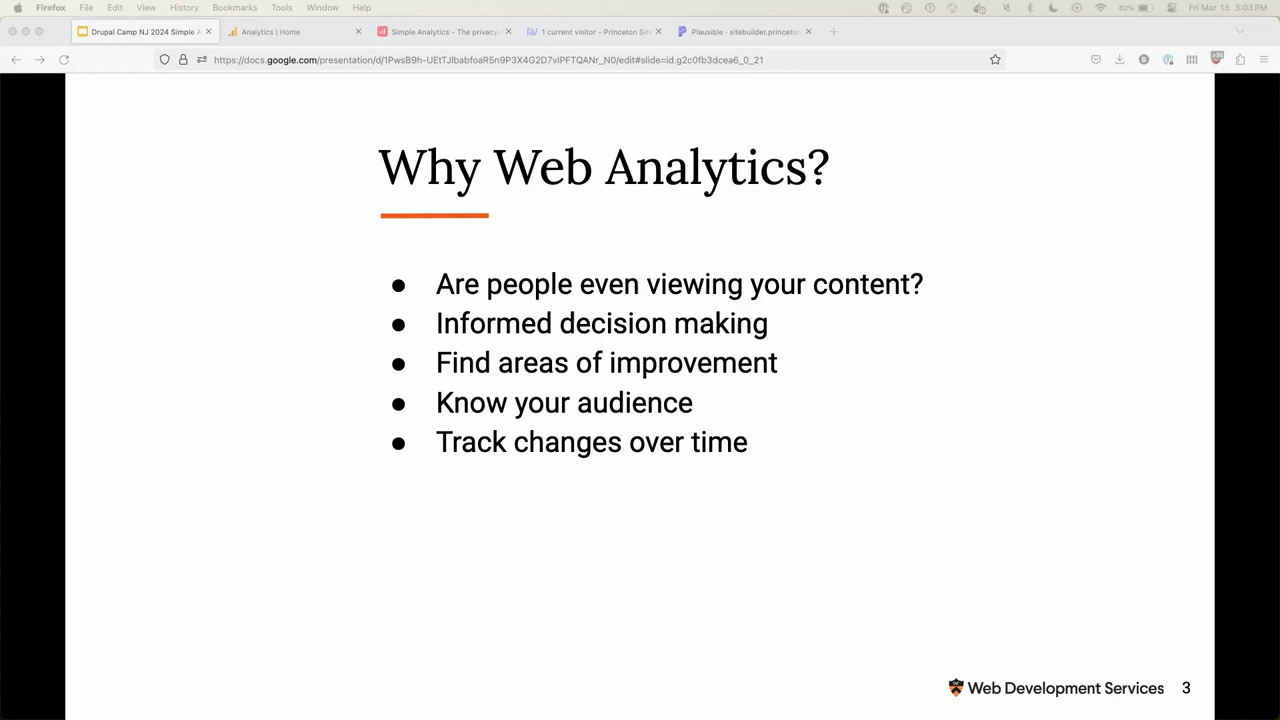 Firefox File Edit View History Bookmarks Tools Window Help 82% Fri Mar 15 3:03 PM
Drupal Camp NJ 2024 Simple A Analytics | Home Simple Analytics - The privacy- 1 current visitor - Princeton Sit Plausible · sitebuilder.princeton
https://docs.google.com/presentation/d/1PwsB9h-UEtTJlbabfoaR5n9P3X4G2D7vIPFTQANr_N0/edit#slide=id.g2c0fb3dcea6_0_21
Why Web Analytics?
● Are people even viewing your content?
● Informed decision making
● Find areas of improvement
● Know your audience
● Track changes over time
Web Development Services 3